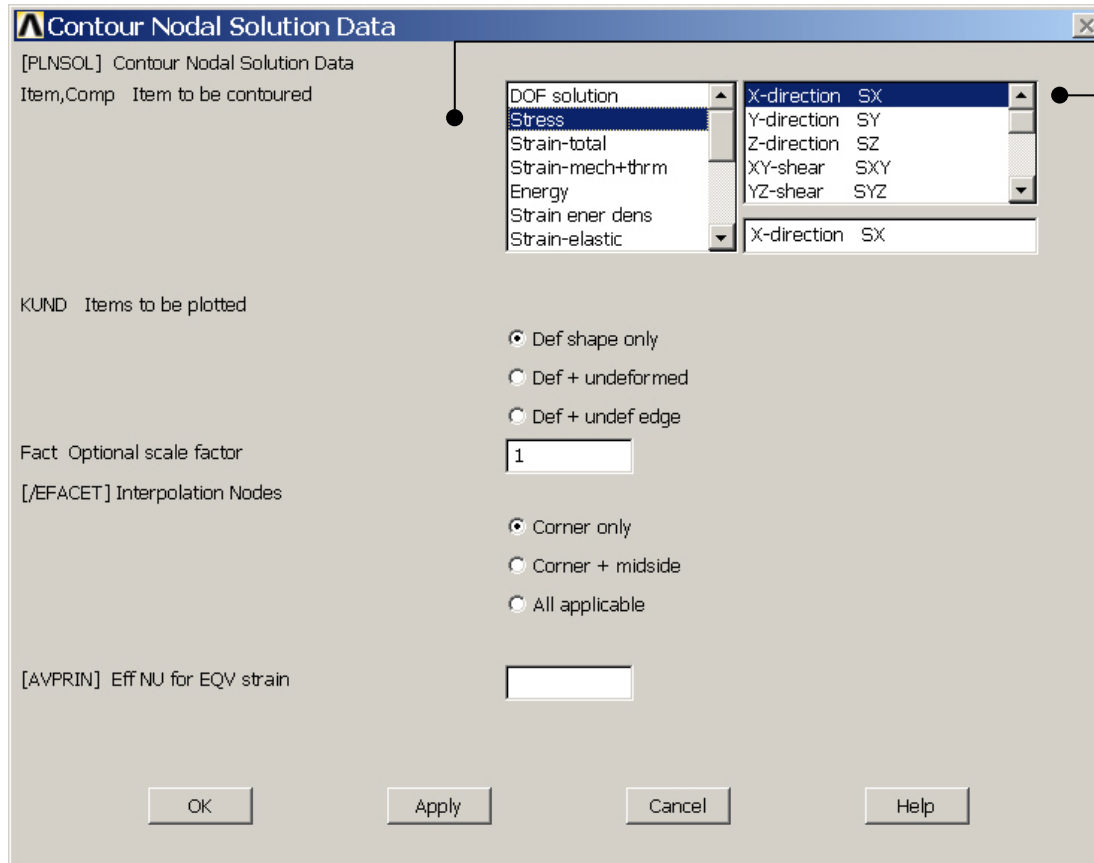 Contour Nodal Solution Data
[PLNSOL] Contour Nodal Solution Data
Item,Comp Item to be contoured
DOF solution
Stress
Strain-total
Strain-mech+thrm
Energy
Strain ener dens
Strain-elastic
X-direction SX
Y-direction SY
Z-direction SZ
XY-shear SXY
YZ-shear SYZ
X-direction SX
KUND Items to be plotted
Def shape only
Def + undeformed
Def + undef edge
Fact Optional scale factor
1
[/EFACET] Interpolation Nodes
Corner only
Corner + midside
All applicable
[AVPRIN] Eff NU for EQV strain
OK Apply Cancel Help